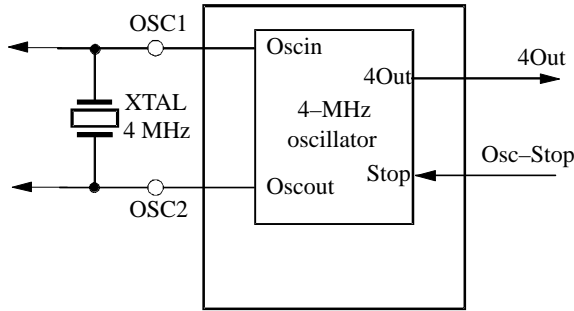 OSC1
Oscin
4Out
4Out
XTAL
4 MHz
4–MHz
oscillator
Osc–Stop
Stop
Oscout
OSC2